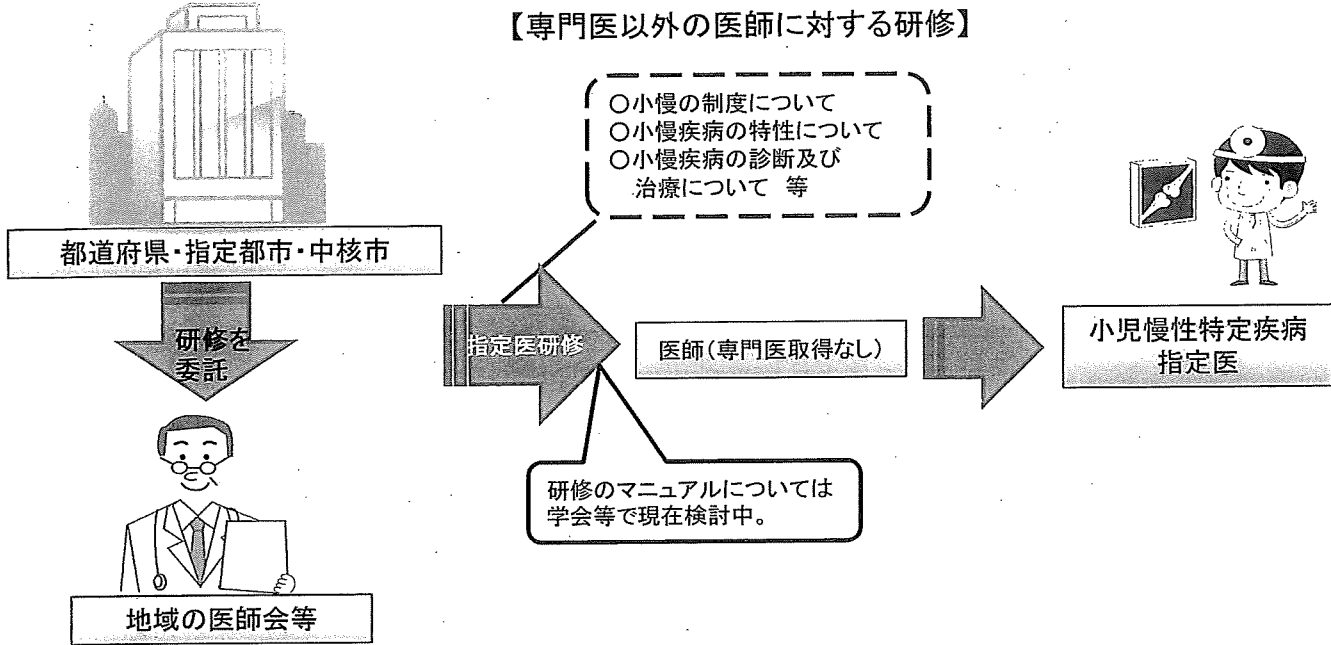 【専門医以外の医師に対する研修】
○小慢の制度について
○小慢疾病の特性について
○小慢疾病の診断及び
治療について 等
都道府県・指定都市・中核市
研修を
委託
指定医研修
医師(専門医取得なし)
小児慢性特定疾病
指定医
研修のマニュアルについては
学会等で現在検討中。
地域の医師会等